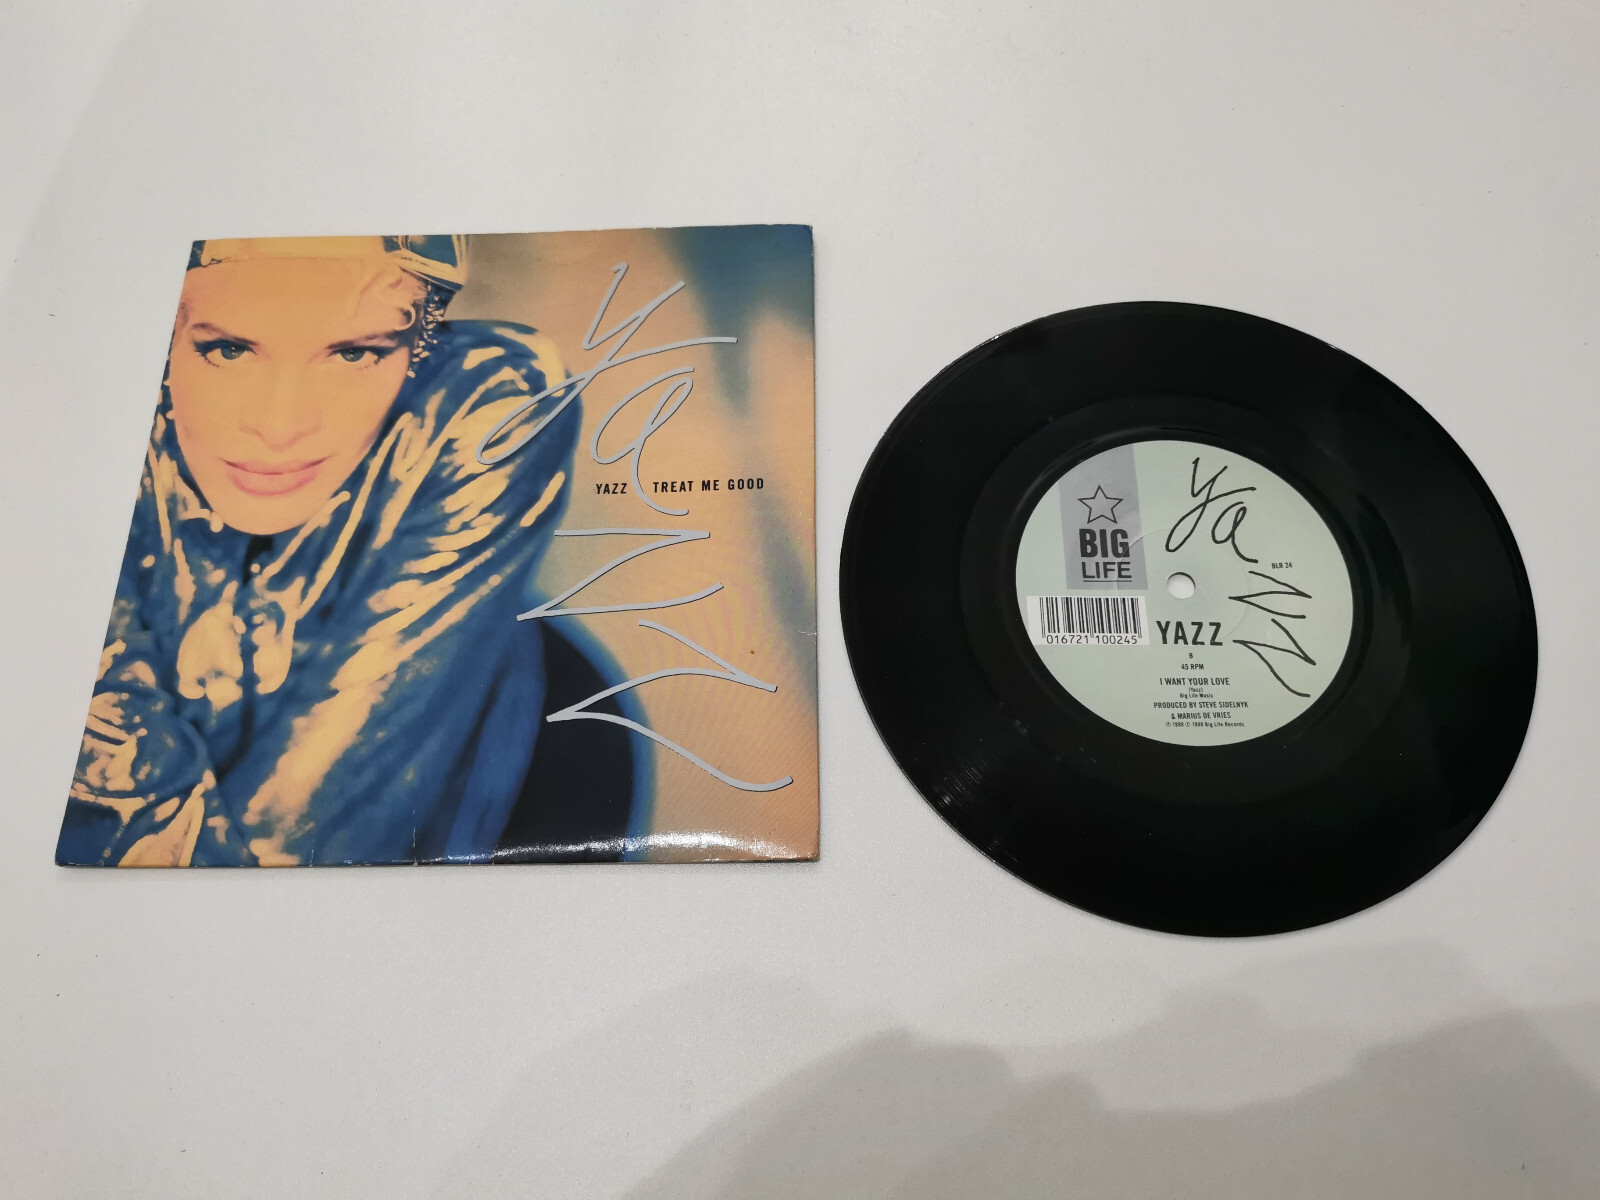 yazz
YAZZ TREAT ME GOOD
BIG
LIFE
yazz
BLR 24
016721 100245
YAZZ
B
45 RPM
I WANT YOUR LOVE
(Yazz)
Big Life Music
PRODUCED BY STEVE SIDELNYK
& MARIUS DE VRIES
℗ 1990 © 1990 Big Life Records